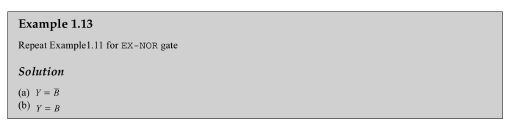 Example 1.13
Repeat Example1.11 for EX-NOR gate
Solution
(a) Y = B̅
(b) Y = B